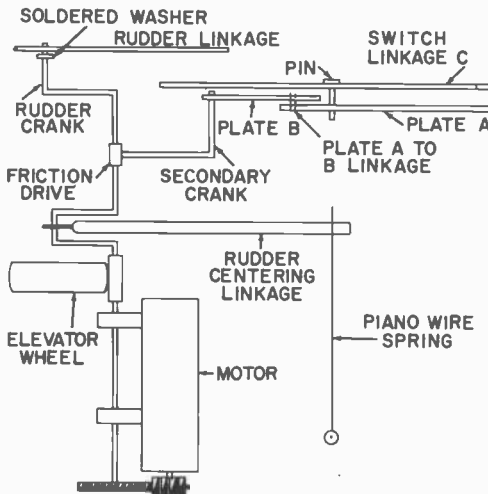 SOLDERED WASHER
RUDDER LINKAGE
SWITCH
LINKAGE C
PIN
RUDDER
CRANK
PLATE B
PLATE A
PLATE A TO
B LINKAGE
FRICTION
DRIVE
SECONDARY
CRANK
RUDDER
CENTERING
LINKAGE
ELEVATOR
WHEEL
PIANO WIRE
SPRING
MOTOR